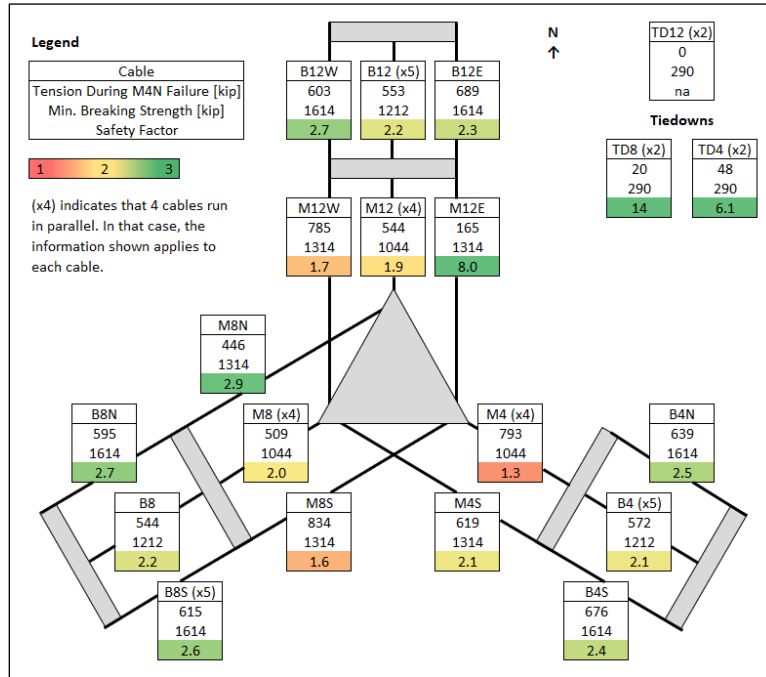 Legend
Cable
Tension During M4N Failure [kip]
Min. Breaking Strength [kip]
Safety Factor
1 2 3
(x4) indicates that 4 cables run
in parallel. In that case, the
information shown applies to
each cable.
N
↑
B12W
603
1614
2.7
B12 (x5)
553
1212
2.2
B12E
689
1614
2.3
TD12 (x2)
0
290
na
Tiedowns
TD8 (x2)
20
290
14
TD4 (x2)
48
290
6.1
M12W
785
1314
1.7
M12 (x4)
544
1044
1.9
M12E
165
1314
8.0
M8N
446
1314
2.9
B8N
595
1614
2.7
M8 (x4)
509
1044
2.0
M4 (x4)
793
1044
1.3
B4N
639
1614
2.5
B8
544
1212
2.2
M8S
834
1314
1.6
M4S
619
1314
2.1
B4 (x5)
572
1212
2.1
B8S (x5)
615
1614
2.6
B4S
676
1614
2.4